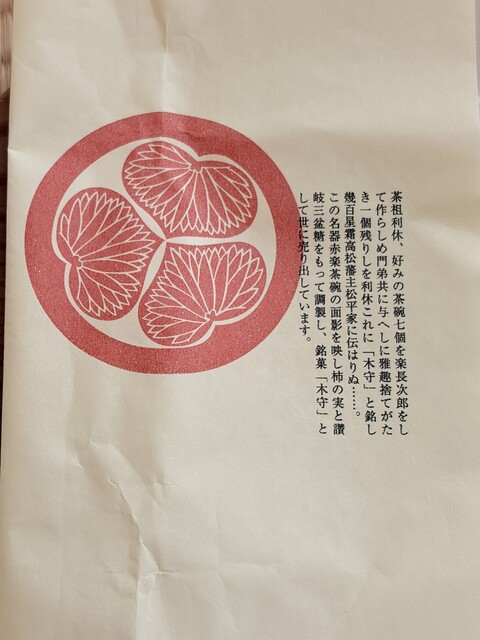 茶祖利休、好みの茶碗七個を楽長次郎をし
て作らしめ門弟共に与へしに雅趣捨てがた
き一個残りしを利休これに「木守」と銘し
幾百星霜高松藩主松平家に伝はりぬ……。
この名器赤楽茶碗の面影を映し柿の実と讃
岐三盆糖をもって調製し、銘菓「木守」と
して世に売り出しています。